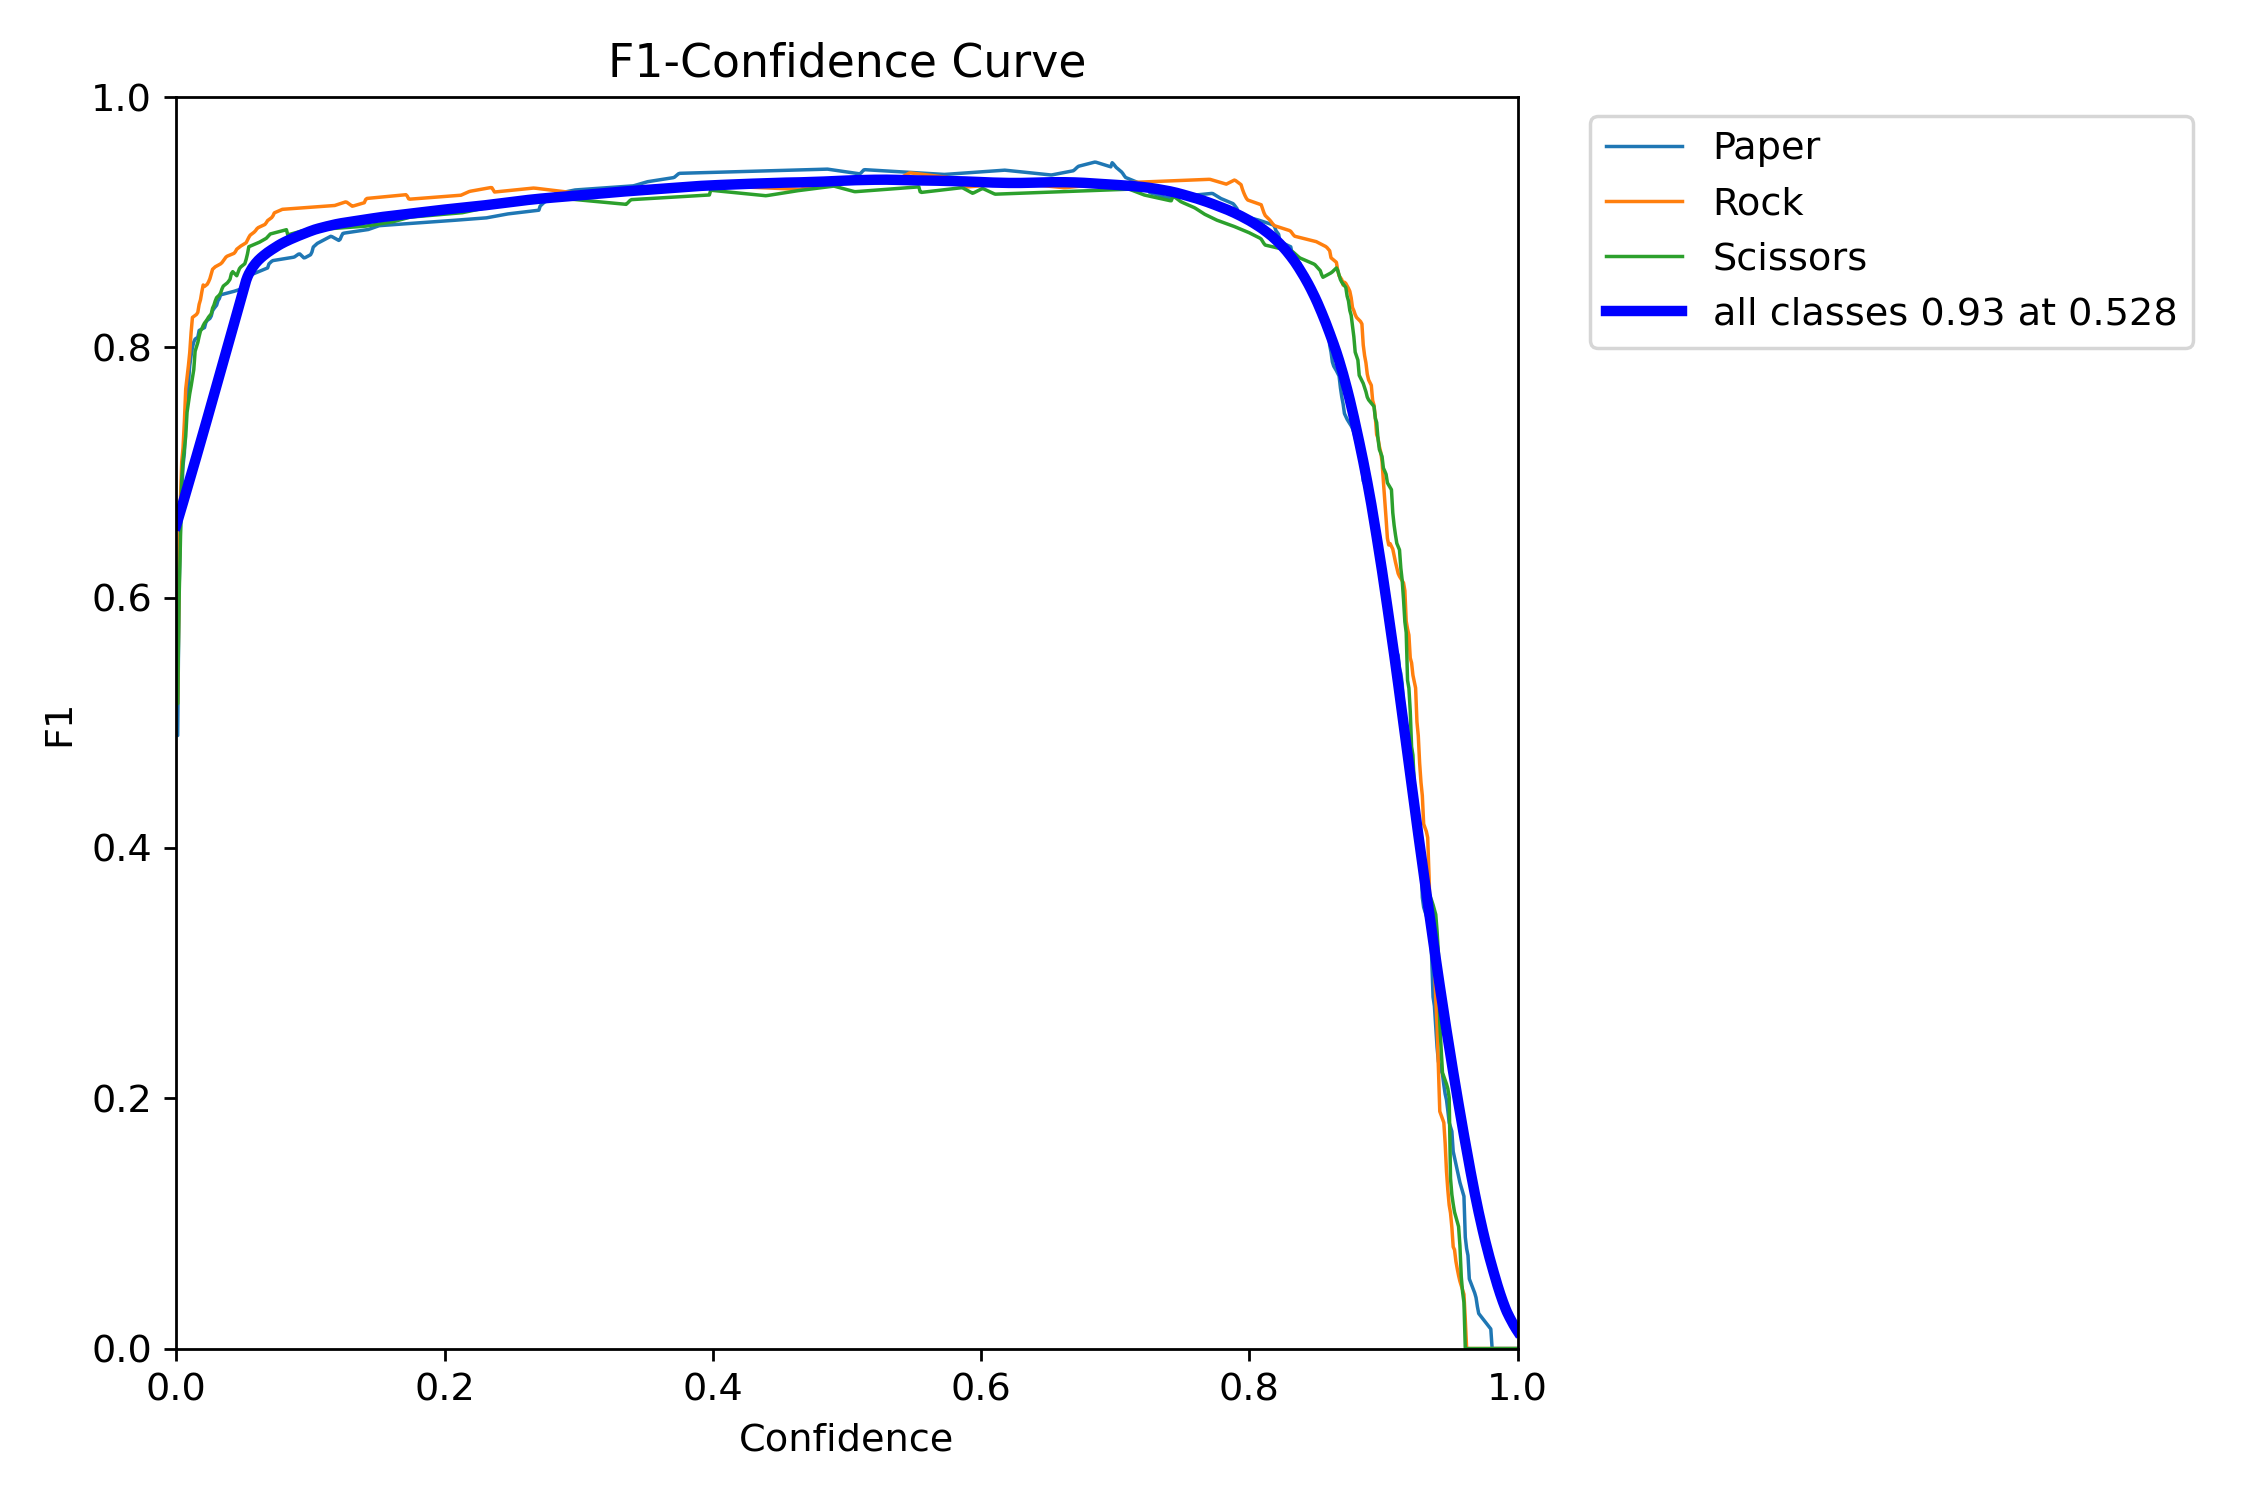 F1-Confidence Curve
1.0
0.8
0.6
0.4
0.2
0.0
F1
0.0 0.2 0.4 0.6 0.8 1.0
Confidence
Paper
Rock
Scissors
all classes 0.93 at 0.528